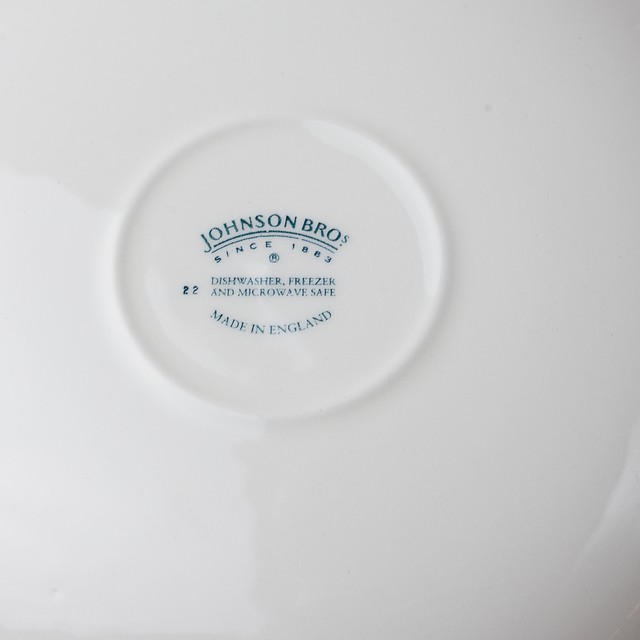 JOHNSON BROS
SINCE 1883
®
22
DISHWASHER, FREEZER
AND MICROWAVE SAFE
MADE IN ENGLAND